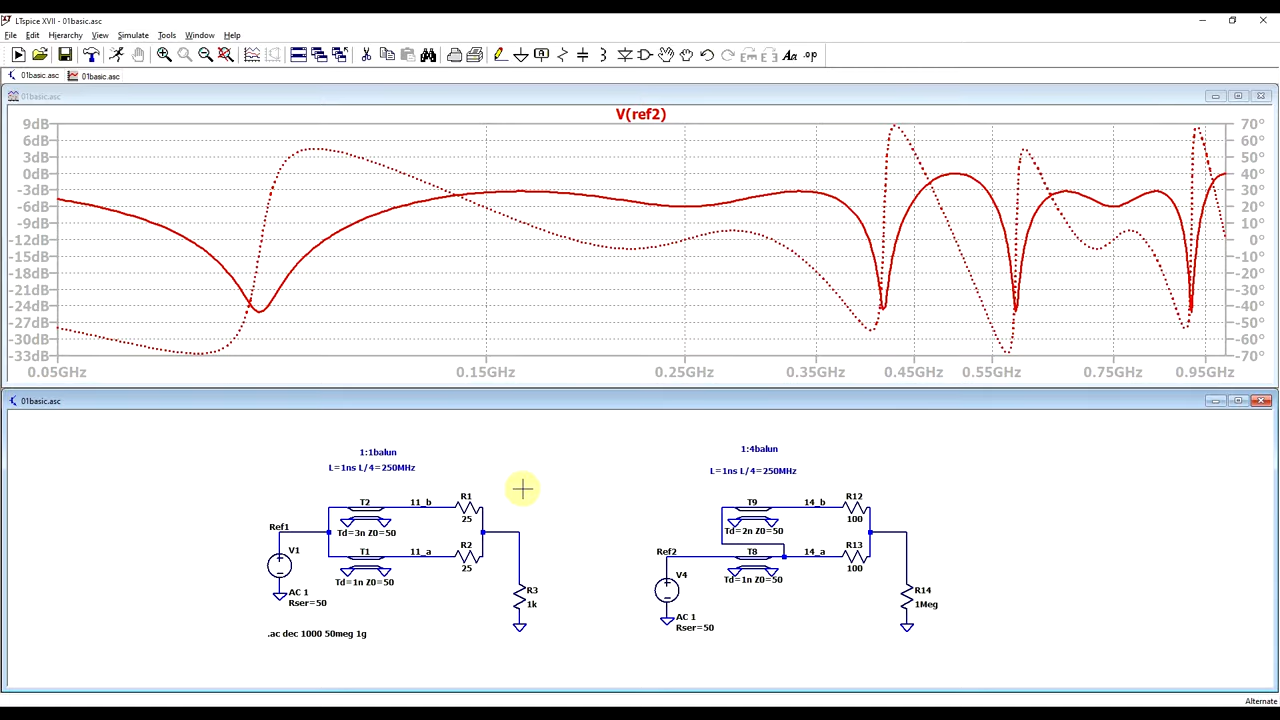 LTspice XVII - 01basic.asc
File Edit Hierarchy View Simulate Tools Window Help
Aa .op
01basic.asc 01basic.asc
01basic.asc
V(ref2)
9dB 70°
6dB 60°
3dB 50°
0dB 40°
-3dB 30°
-6dB 20°
-9dB 10°
-12dB 0°
-15dB -10°
-18dB -20°
-21dB -30°
-24dB -40°
-27dB -50°
-30dB -60°
-33dB -70°
0.05GHz 0.15GHz 0.25GHz 0.35GHz 0.45GHz 0.55GHz 0.75GHz 0.95GHz
01basic.asc
1:1balun
L=1ns L/4=250MHz
T2 11_b R1
25
Td=3n Z0=50
Ref1
V1
T1 11_a R2
25
Td=1n Z0=50
AC 1
Rser=50
R3
1k
.ac dec 1000 50meg 1g
1:4balun
L=1ns L/4=250MHz
T9 14_b R12
100
Td=2n Z0=50
Ref2
V4
T8 14_a R13
100
Td=1n Z0=50
AC 1
Rser=50
R14
1Meg
Alternate